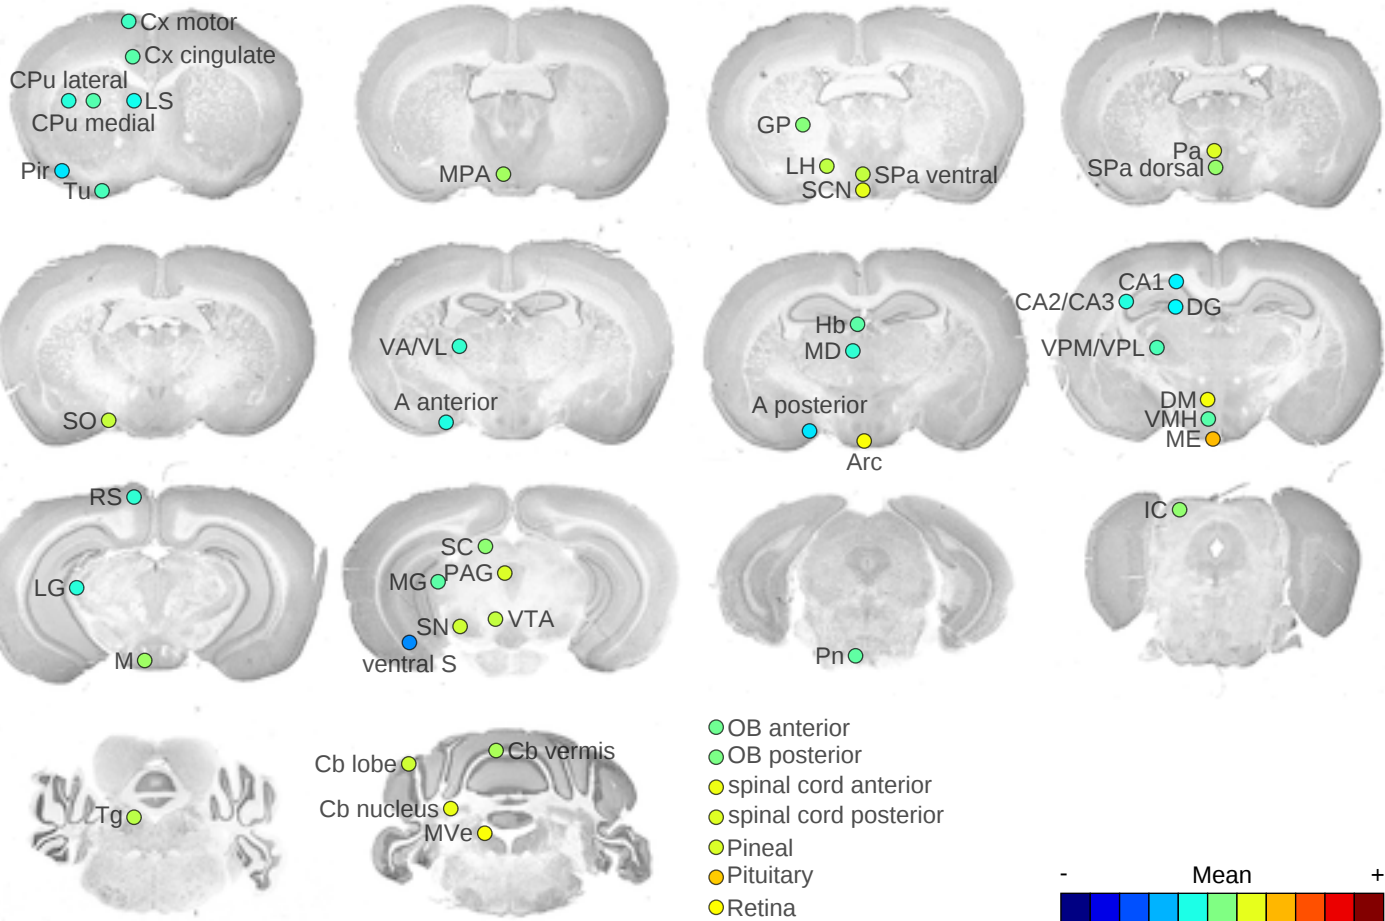 Cx motor
Cx cingulate
CPu lateral
LS
CPu medial
Pir
Tu
MPA
GP
LH
SPa ventral
SCN
Pa
SPa dorsal
SO
VA/VL
A anterior
Hb
MD
A posterior
Arc
CA1
CA2/CA3
DG
VPM/VPL
DM
VMH
ME
RS
LG
M
SC
MG
PAG
SN
VTA
ventral S
Pn
IC
Tg
Cb lobe
Cb vermis
Cb nucleus
MVe
OB anterior
OB posterior
spinal cord anterior
spinal cord posterior
Pineal
Pituitary
Retina
- Mean +